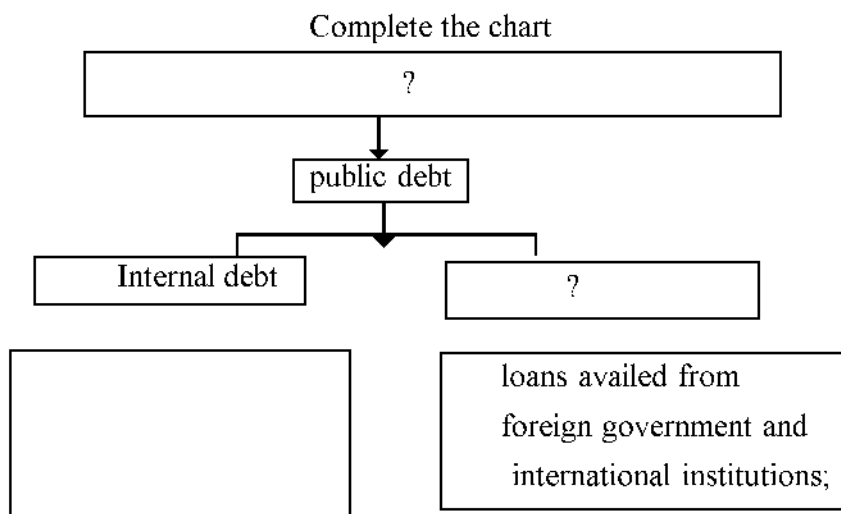 Complete the chart
?
public debt
Internal debt
?
loans availed from
foreign government and
international institutions;